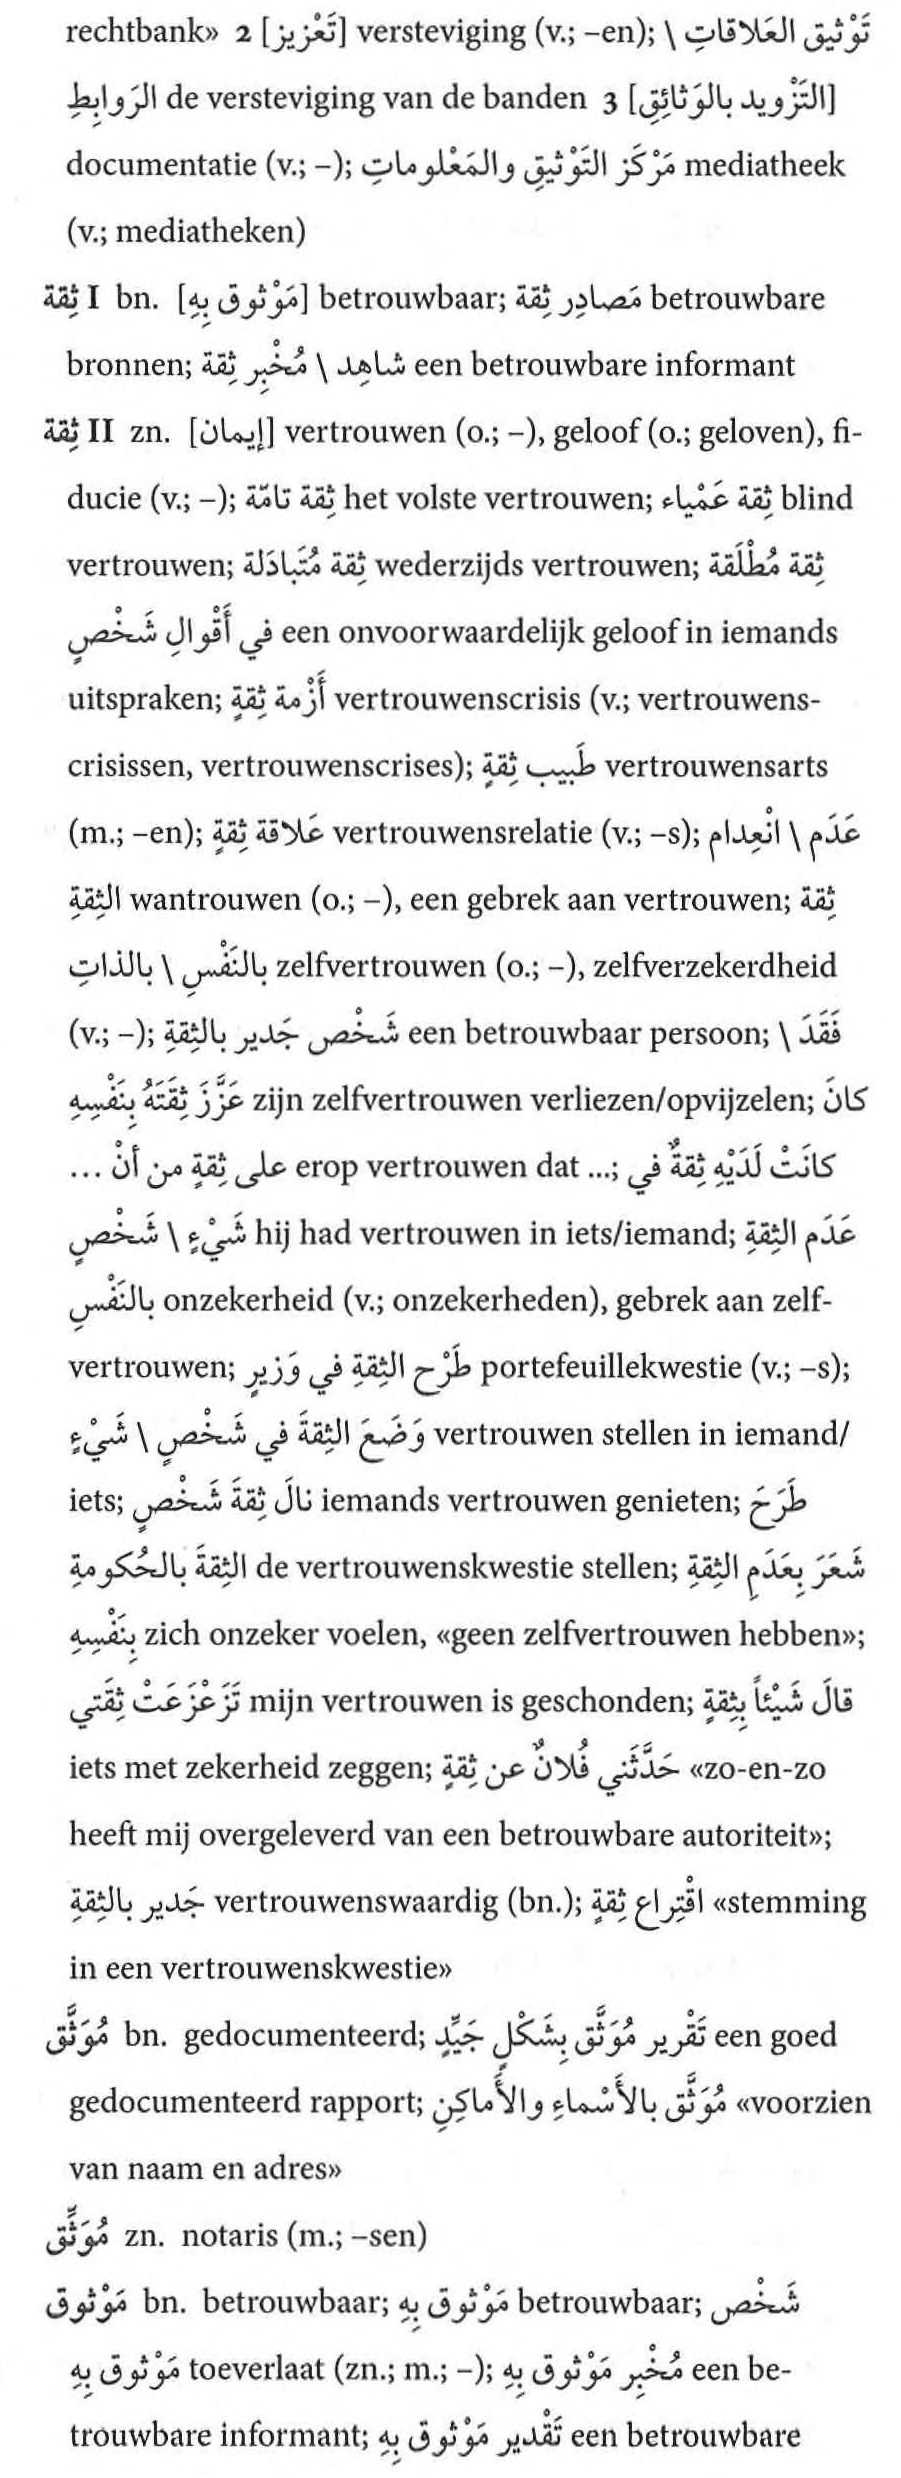 rechtbank» 2 [تَعْزيز] versteviging (v.; –en); تَوْثيق العَلاقاتِ \
الرَوابِطِ de versteviging van de banden 3 [التَزْويد بالوَثائِقِ]
documentatie (v.; –); مَرْكَز التَوْثيقِ والمَعْلوماتِ mediatheek
(v.; mediatheken)
ثِقة I bn. [مَوْثوق بِهِ] betrouwbaar; مَصادِر ثِقة betrouwbare
bronnen; شاهِد \ مُخْبِر ثِقة een betrouwbare informant
ثِقة II zn. [إيمان] vertrouwen (o.; –), geloof (o.; geloven), fi-
ducie (v.; –); ثِقة تامّة het volste vertrouwen; ثِقة عَمْياء blind
vertrouwen; ثِقة مُتَبادَلة wederzijds vertrouwen; ثِقة مُطْلَقة
في أَقْوالِ شَخْصٍ een onvoorwaardelijk geloof in iemands
uitspraken; أَزْمة ثِقةٍ vertrouwenscrisis (v.; vertrouwens-
crisissen, vertrouwenscrises); طَبيب ثِقةٍ vertrouwensarts
(m.; –en); عَلاقة ثِقةٍ vertrouwensrelatie (v.; –s); عَدَم \ انْعِدام
الثِقةِ wantrouwen (o.; –), een gebrek aan vertrouwen; ثِقة
بالنَفْسِ \ بالذاتِ zelfvertrouwen (o.; –), zelfverzekerdheid
(v.; –); شَخْص جَدير بالثِقةِ een betrouwbaar persoon; فَقَدَ \
عَزَّزَ ثِقَتَهُ بِنَفْسِهِ zijn zelfvertrouwen verliezen/opvijzelen; كانَ
على ثِقةٍ من أنْ ... erop vertrouwen dat ...; كانَتْ لَدَيْهِ ثِقةٌ في
شَيْءٍ \ شَخْصٍ hij had vertrouwen in iets/iemand; عَدَم الثِقةِ
بالنَفْسِ onzekerheid (v.; onzekerheden), gebrek aan zelf-
vertrouwen; طَرْح الثِقةِ في وَزيرٍ portefeuillekwestie (v.; –s);
وَضَعَ الثِقةَ في شَخْصٍ \ شَيْءٍ vertrouwen stellen in iemand/
iets; نالَ ثِقةَ شَخْصٍ iemands vertrouwen genieten; طَرَحَ
الثِقةَ بالحُكومةِ de vertrouwenskwestie stellen; شَعَرَ بِعَدَمِ الثِقةِ
بِنَفْسِهِ zich onzeker voelen, «geen zelfvertrouwen hebben»;
تَزَعْزَعَتْ ثِقَتي mijn vertrouwen is geschonden; قالَ شَيْئاً بِثِقةٍ
iets met zekerheid zeggen; حَدَّثَني فُلانٌ عن ثِقةٍ «zo-en-zo
heeft mij overgeleverd van een betrouwbare autoriteit»;
جَدير بالثِقةِ vertrouwenswaardig (bn.); اقْتِراع ثِقةٍ «stemming
in een vertrouwenskwestie»
مُوَثَّق bn. gedocumenteerd; تَقْرير مُوَثَّق بِشَكْلٍ جَيِّدٍ een goed
gedocumenteerd rapport; مُوَثَّق بالأَسْماءِ والأَماكِنِ «voorzien
van naam en adres»
مُوَثِّق zn. notaris (m.; –sen)
مَوْثوق bn. betrouwbaar; مَوْثوق بِهِ betrouwbaar; شَخْص
مَوْثوق بِهِ toeverlaat (zn.; m.; –); مُخْبِر مَوْثوق بِهِ een be-
trouwbare informant; تَقْدير مَوْثوق بِهِ een betrouwbare